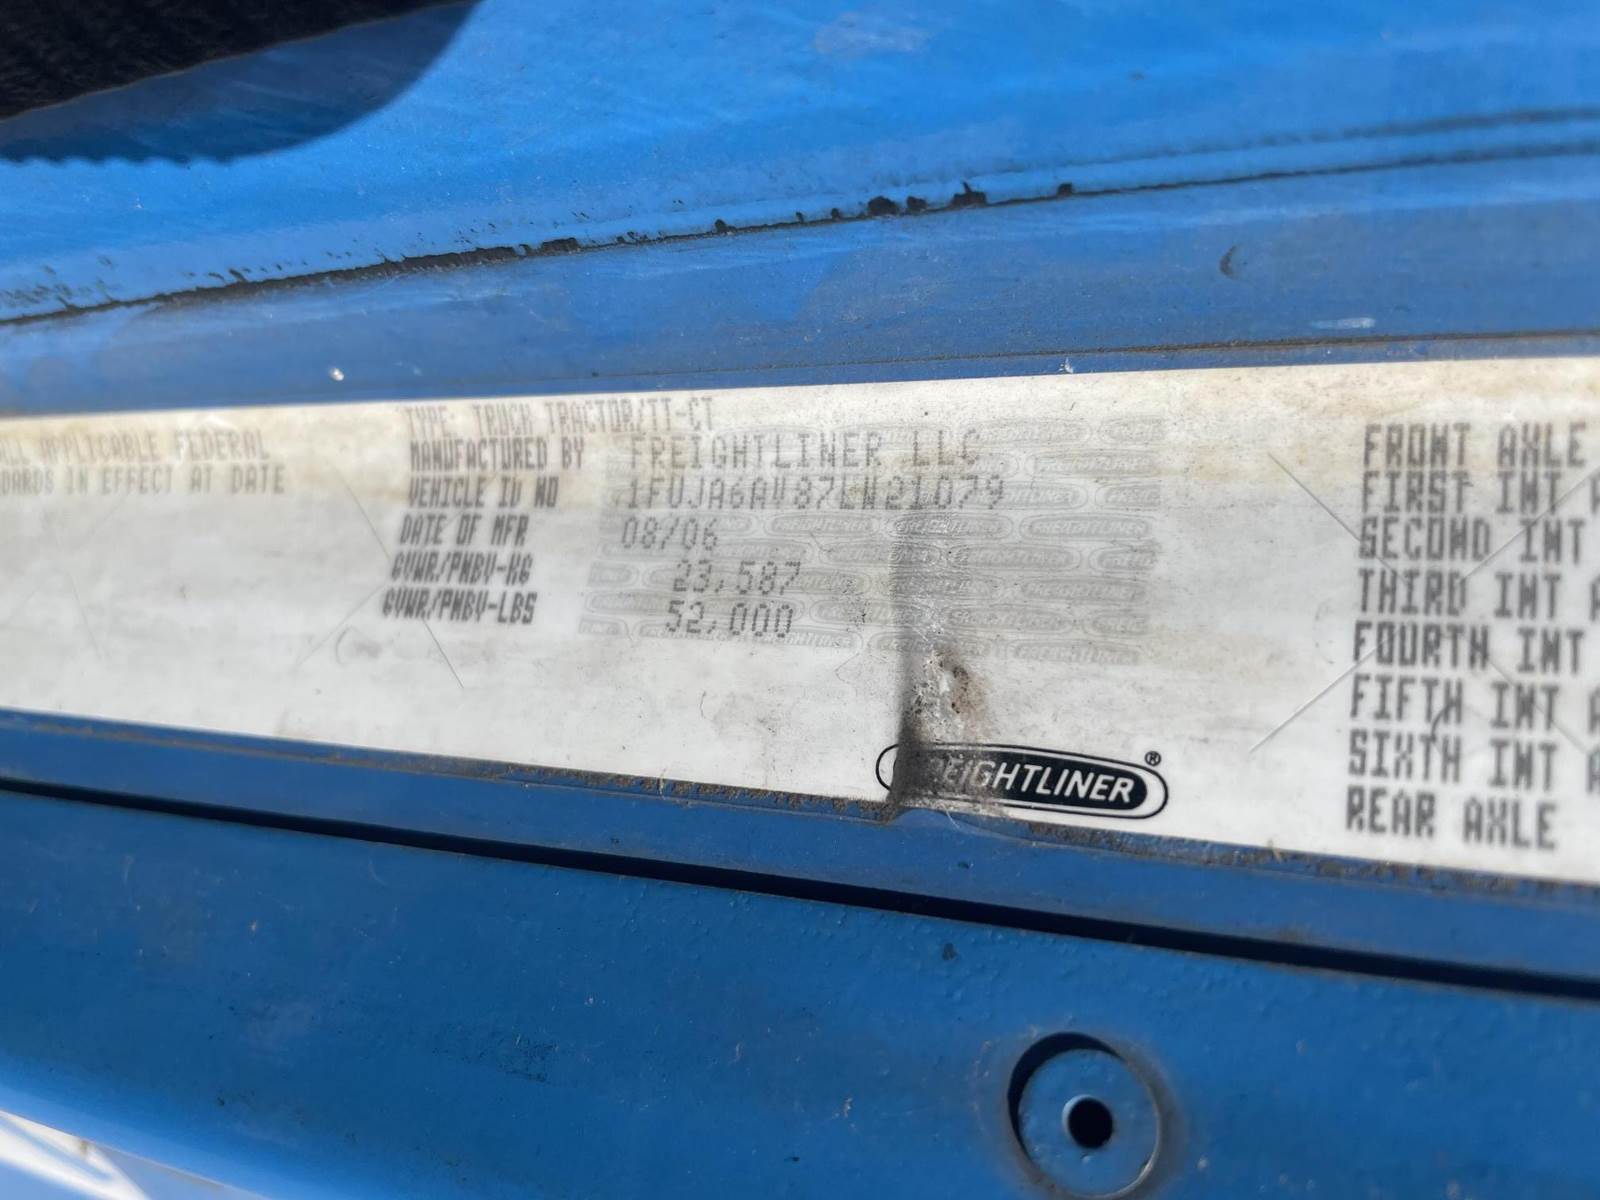 ALL APPLICABLE FEDERAL
DARDS IN EFFECT AT DATE
TYPE: TRUCK TRACTOR/TT-CT
MANUFACTURED BY FREIGHTLINER LLC
VEHICLE ID NO 1FUJA6AV87LW21079
DATE OF MFR 08/06
GVWR/PNBV-KG 23,587
GVWR/PNBV-LBS 52,000
FREIGHTLINER®
FRONT AXLE
FIRST INT A
SECOND INT
THIRD INT A
FOURTH INT
FIFTH INT A
SIXTH INT A
REAR AXLE